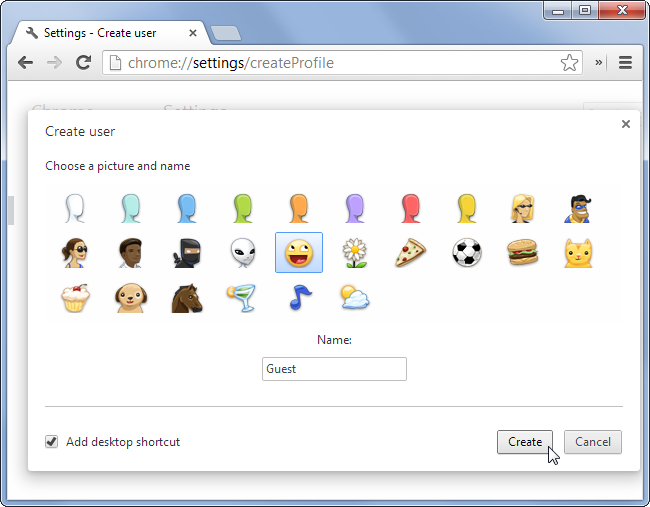 Settings - Create user
chrome://settings/createProfile
Chrome Settings
Create user
Choose a picture and name
Name:
Guest
Add desktop shortcut
Create Cancel